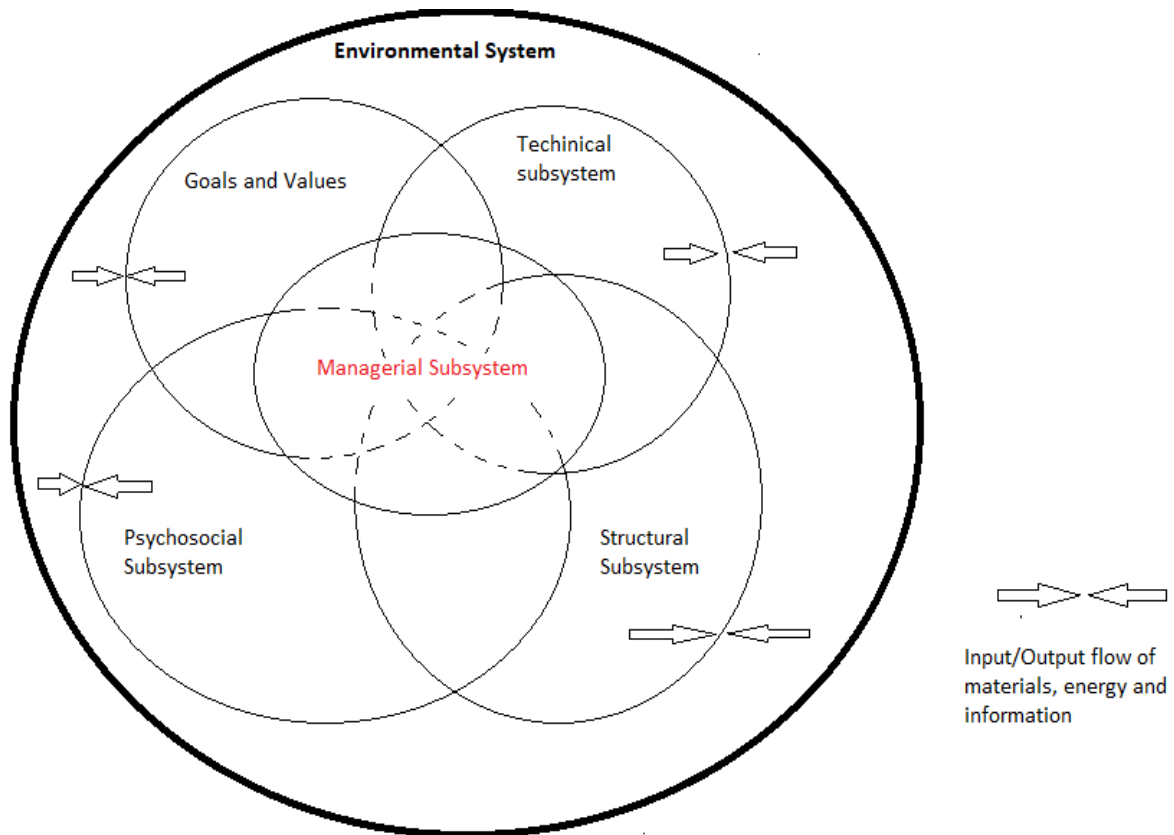 Environmental System
Goals and Values
Techinical
subsystem
Managerial Subsystem
Psychosocial
Subsystem
Structural
Subsystem
Input/Output flow of
materials, energy and
information